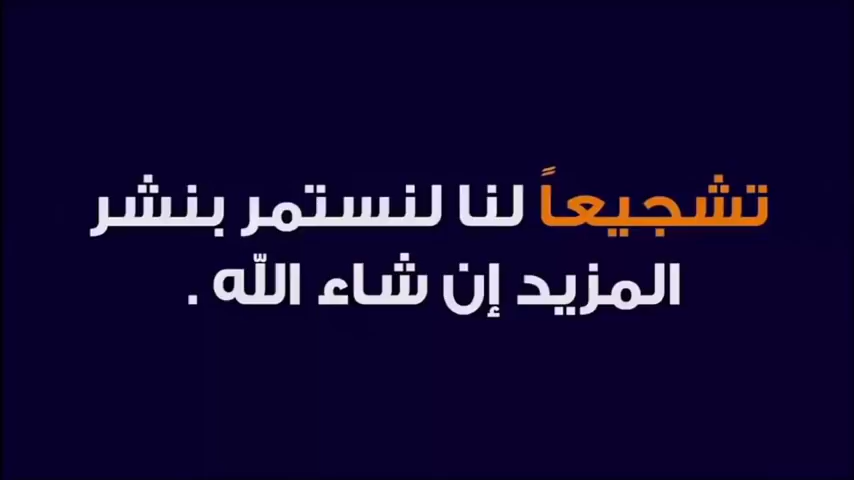 تشجيعاً لنا لنستمر بنشر
المزيد إن شاء الله .